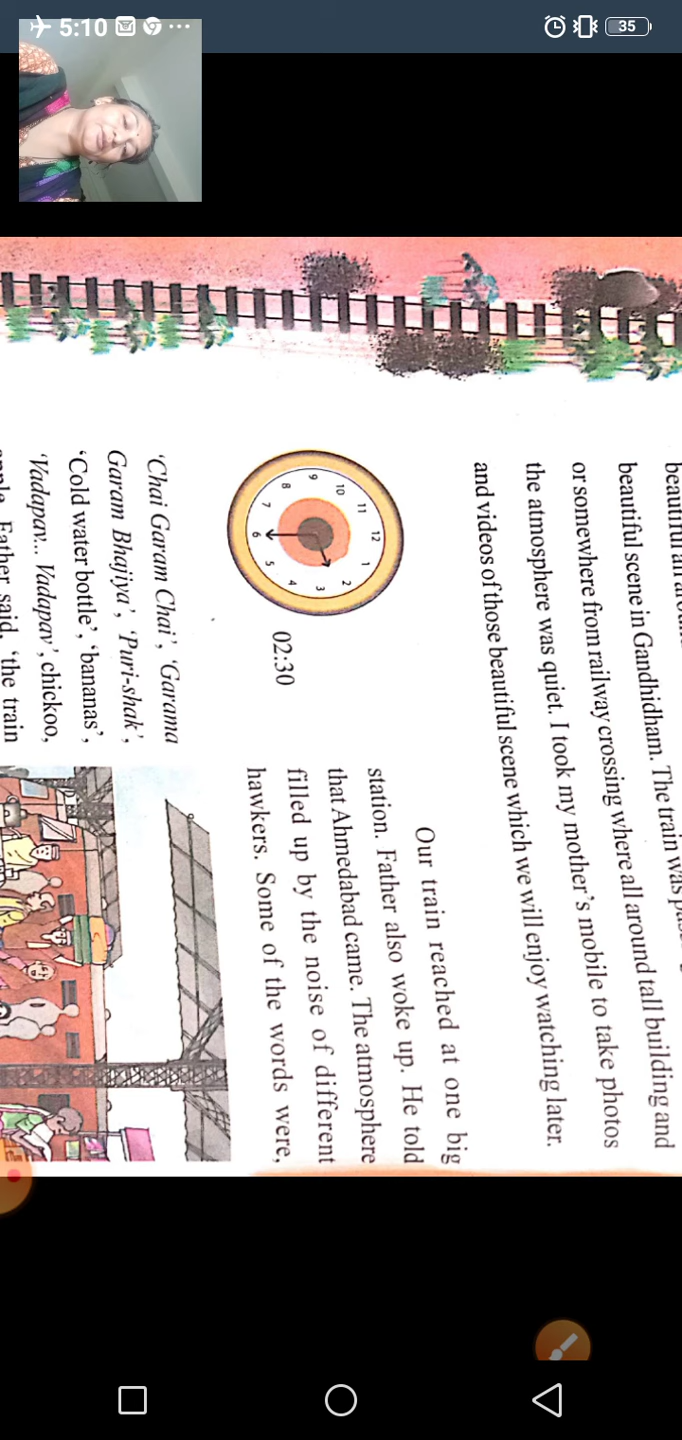 5:10
35
beautiful scene in Gandhidham. The train was
or somewhere from railway crossing where all around tall building and
the atmosphere was quiet. I took my mother's mobile to take photos
and videos of those beautiful scene which we will enjoy watching later.
12
1
2
3
4
5
6
7
8
9
10
11
02:30
Our train reached at one big
station. Father also woke up. He told
that Ahmedabad came. The atmosphere
filled up by the noise of different
hawkers. Some of the words were,
'Chai Garam Chai', 'Garama
Garam Bhajiya', 'Puri-shak',
'Cold water bottle', 'bananas',
'Vadapav... Vadapav', chickoo,
Father said, 'the train